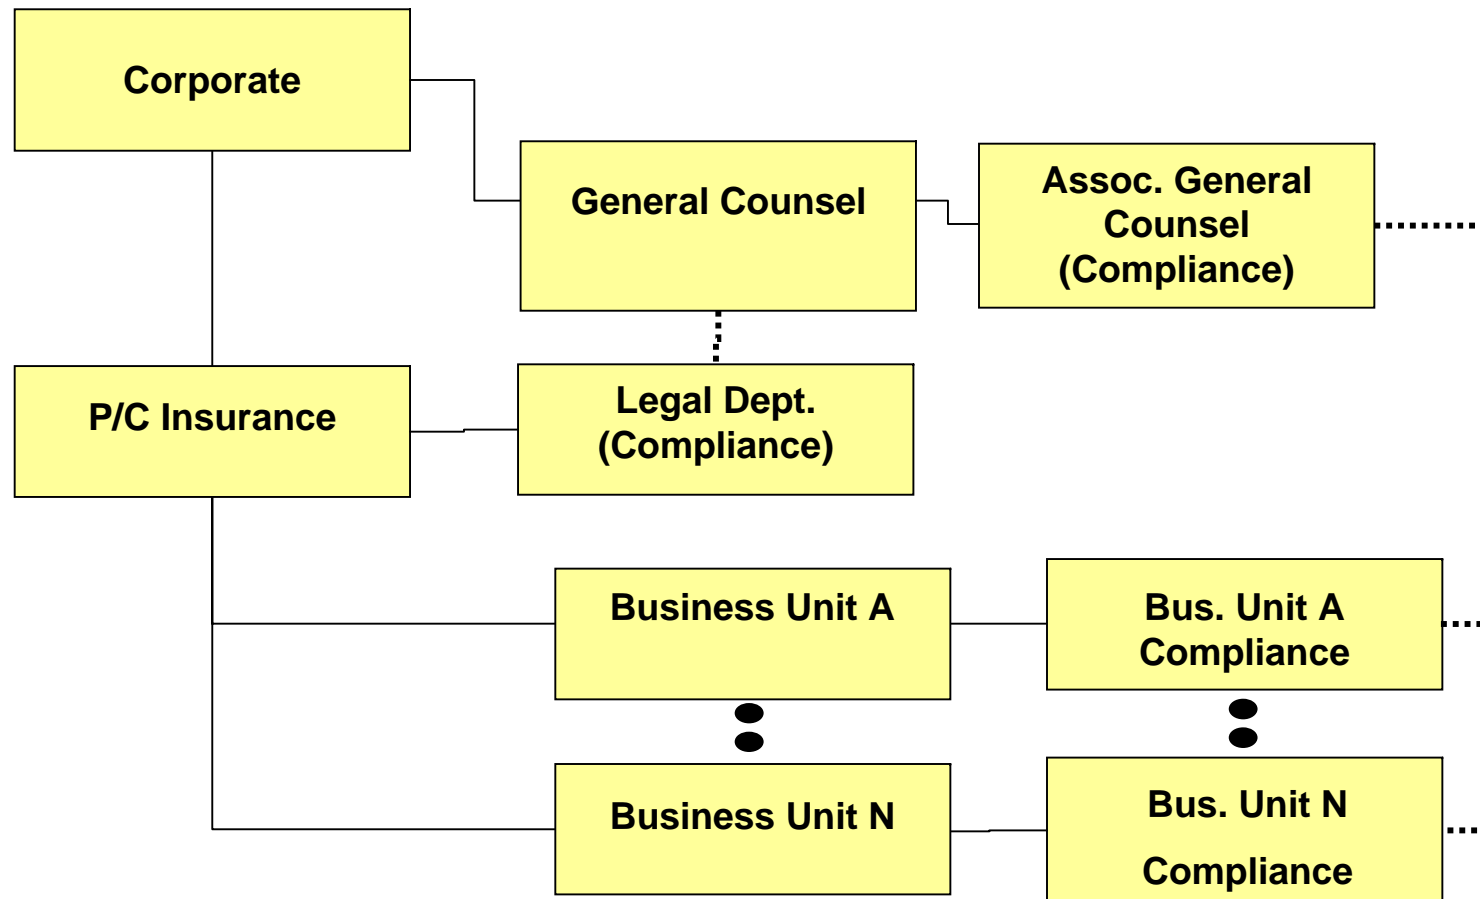 Corporate
General Counsel
Assoc. General
Counsel
(Compliance)
P/C Insurance
Legal Dept.
(Compliance)
Business Unit A
Bus. Unit A
Compliance
Business Unit N
Bus. Unit N
Compliance